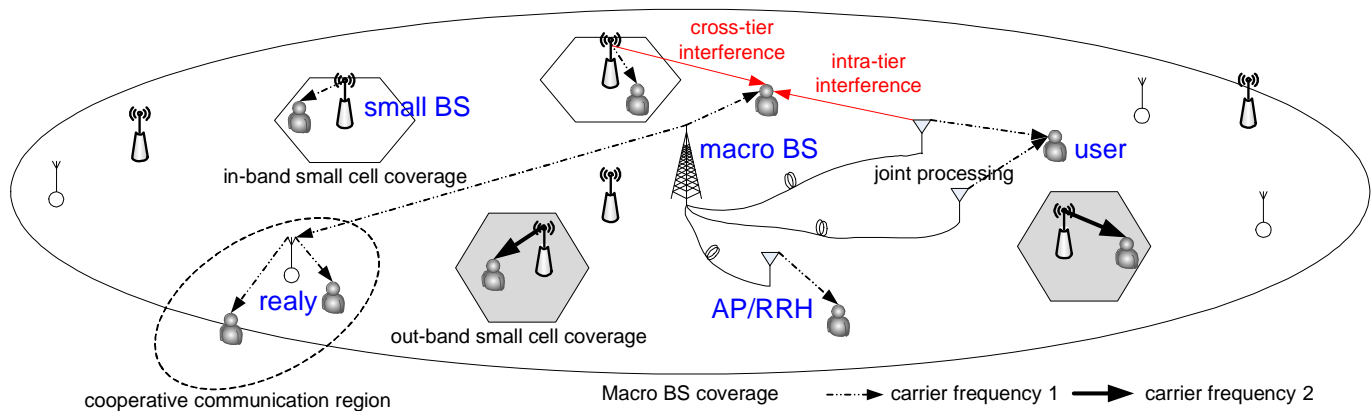 cross-tier
interference
intra-tier
interference
small BS
macro BS
user
in-band small cell coverage
joint processing
realy
AP/RRH
out-band small cell coverage
cooperative communication region
Macro BS coverage
carrier frequency 1
carrier frequency 2